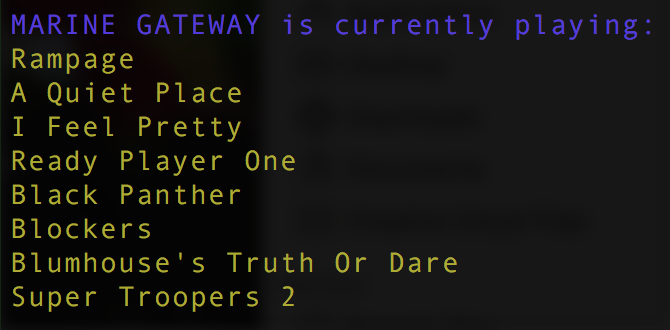 MARINE GATEWAY is currently playing:
Rampage
A Quiet Place
I Feel Pretty
Ready Player One
Black Panther
Blockers
Blumhouse's Truth Or Dare
Super Troopers 2